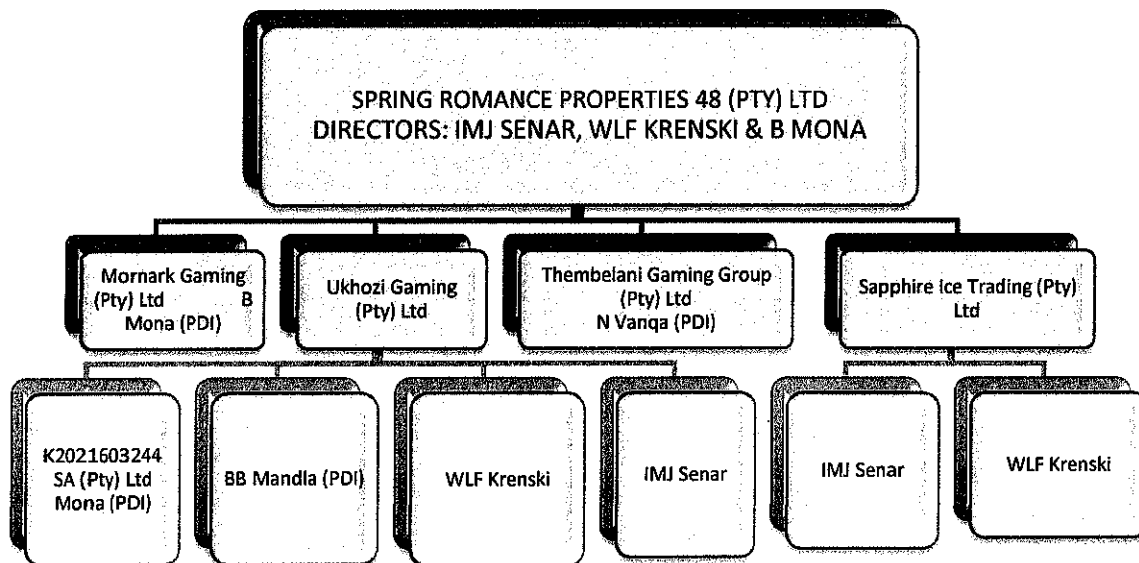 SPRING ROMANCE PROPERTIES 48 (PTY) LTD
DIRECTORS: IMJ SENAR, WLF KRENSKI & B MONA
Mornark Gaming
(Pty) Ltd B
Mona (PDI)
Ukhozi Gaming
(Pty) Ltd
Thembelani Gaming Group
(Pty) Ltd
N Vanqa (PDI)
Sapphire Ice Trading (Pty)
Ltd
K2021603244
SA (Pty) Ltd
Mona (PDI)
BB Mandla (PDI)
WLF Krenski
IMJ Senar
IMJ Senar
WLF Krenski